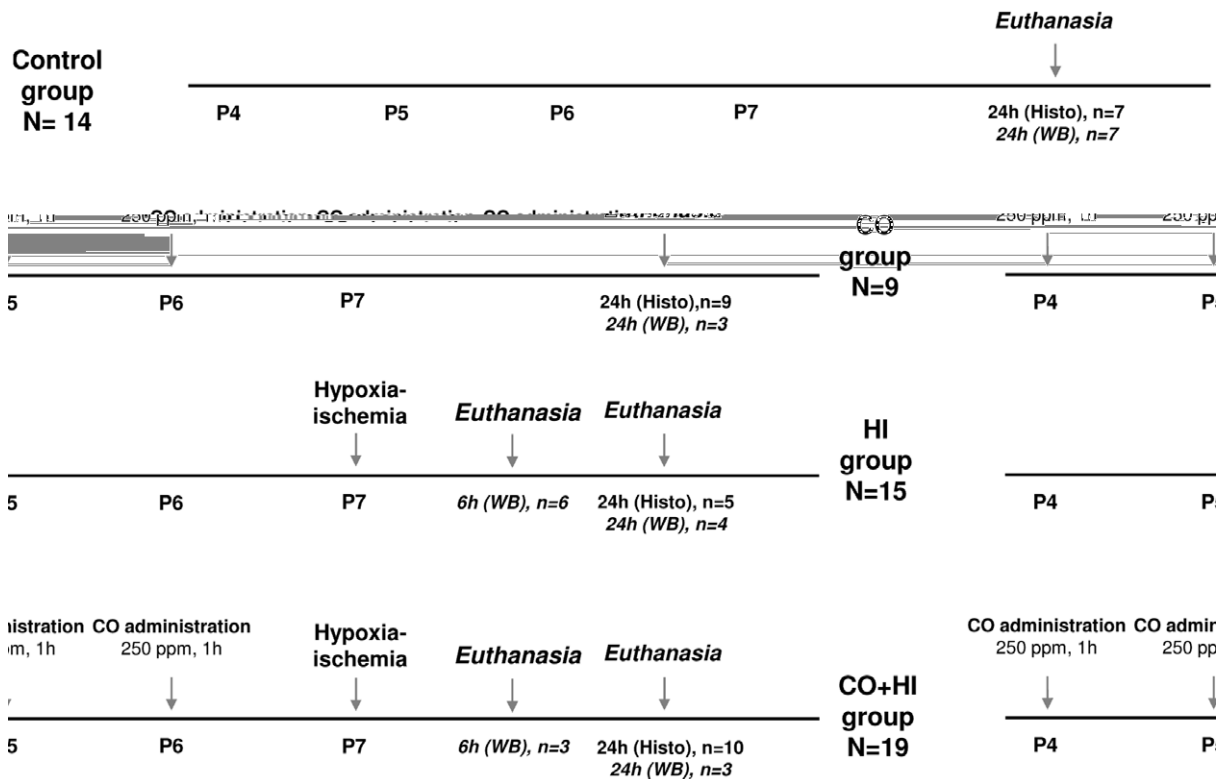 Euthanasia
Control
group
N= 14
P4 P5 P6 P7 24h (Histo), n=7
24h (WB), n=7
CO
group
N=9
P6 P7 24h (Histo),n=9 P4
24h (WB), n=3
Hypoxia-
ischemia
Euthanasia Euthanasia
HI
group
N=15
P6 P7 6h (WB), n=6 24h (Histo), n=5 P4
24h (WB), n=4
CO administration CO administration
250 ppm, 1h 250 ppm, 1h
Hypoxia-
ischemia
Euthanasia Euthanasia
CO+HI
group
N=19
P6 P7 6h (WB), n=3 24h (Histo), n=10 P4
24h (WB), n=3